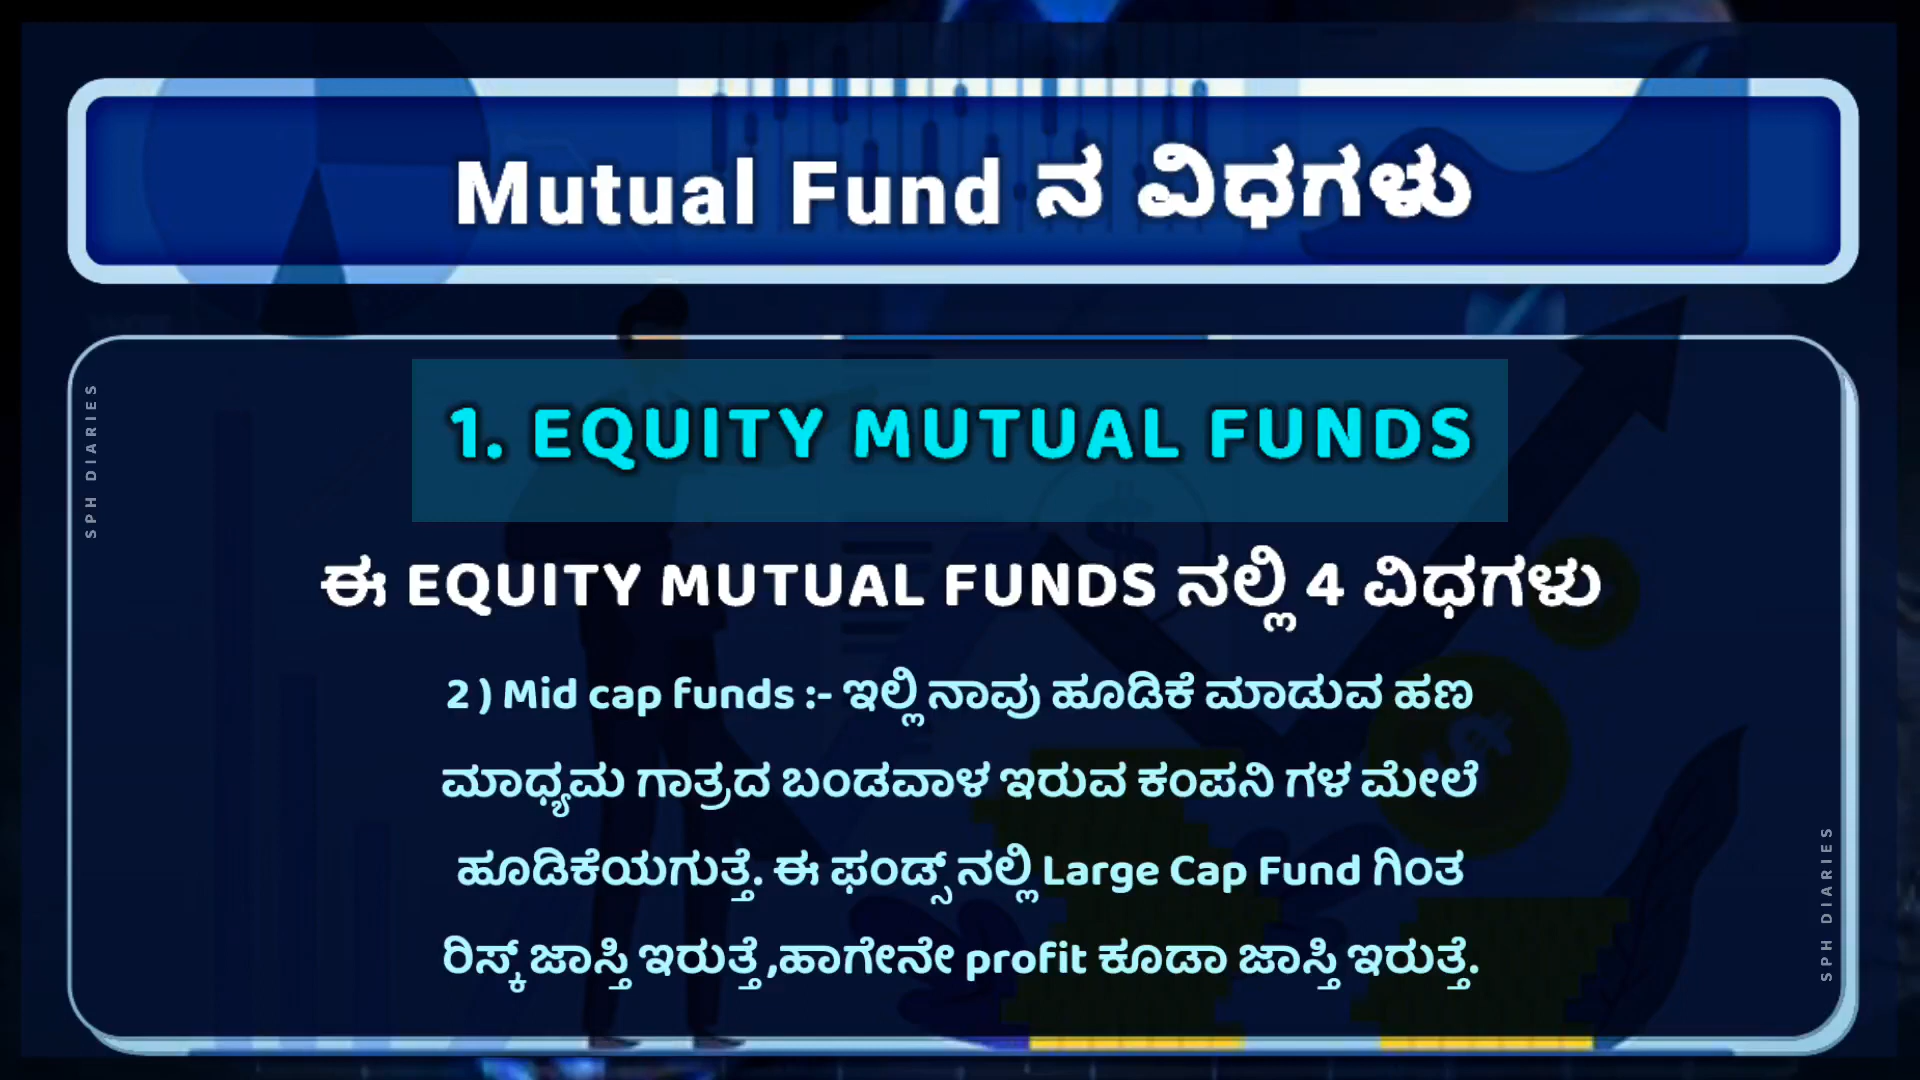 Mutual Fund ನ ವಿಧಗಳು
SPH DIARIES
1. EQUITY MUTUAL FUNDS
ಈ EQUITY MUTUAL FUNDS ನಲ್ಲಿ 4 ವಿಧಗಳು
2 ) Mid cap funds :- ಇಲ್ಲಿ ನಾವು ಹೂಡಿಕೆ ಮಾಡುವ ಹಣ
ಮಾಧ್ಯಮ ಗಾತ್ರದ ಬಂಡವಾಳ ಇರುವ ಕಂಪನಿ ಗಳ ಮೇಲೆ
ಹೂಡಿಕೆಯಗುತ್ತೆ. ಈ ಫಂಡ್ಸ್ ನಲ್ಲಿ Large Cap Fund ಗಿಂತ
ರಿಸ್ಕ್ ಜಾಸ್ತಿ ಇರುತ್ತೆ ,ಹಾಗೇನೇ profit ಕೂಡಾ ಜಾಸ್ತಿ ಇರುತ್ತೆ.
SPH DIARIES